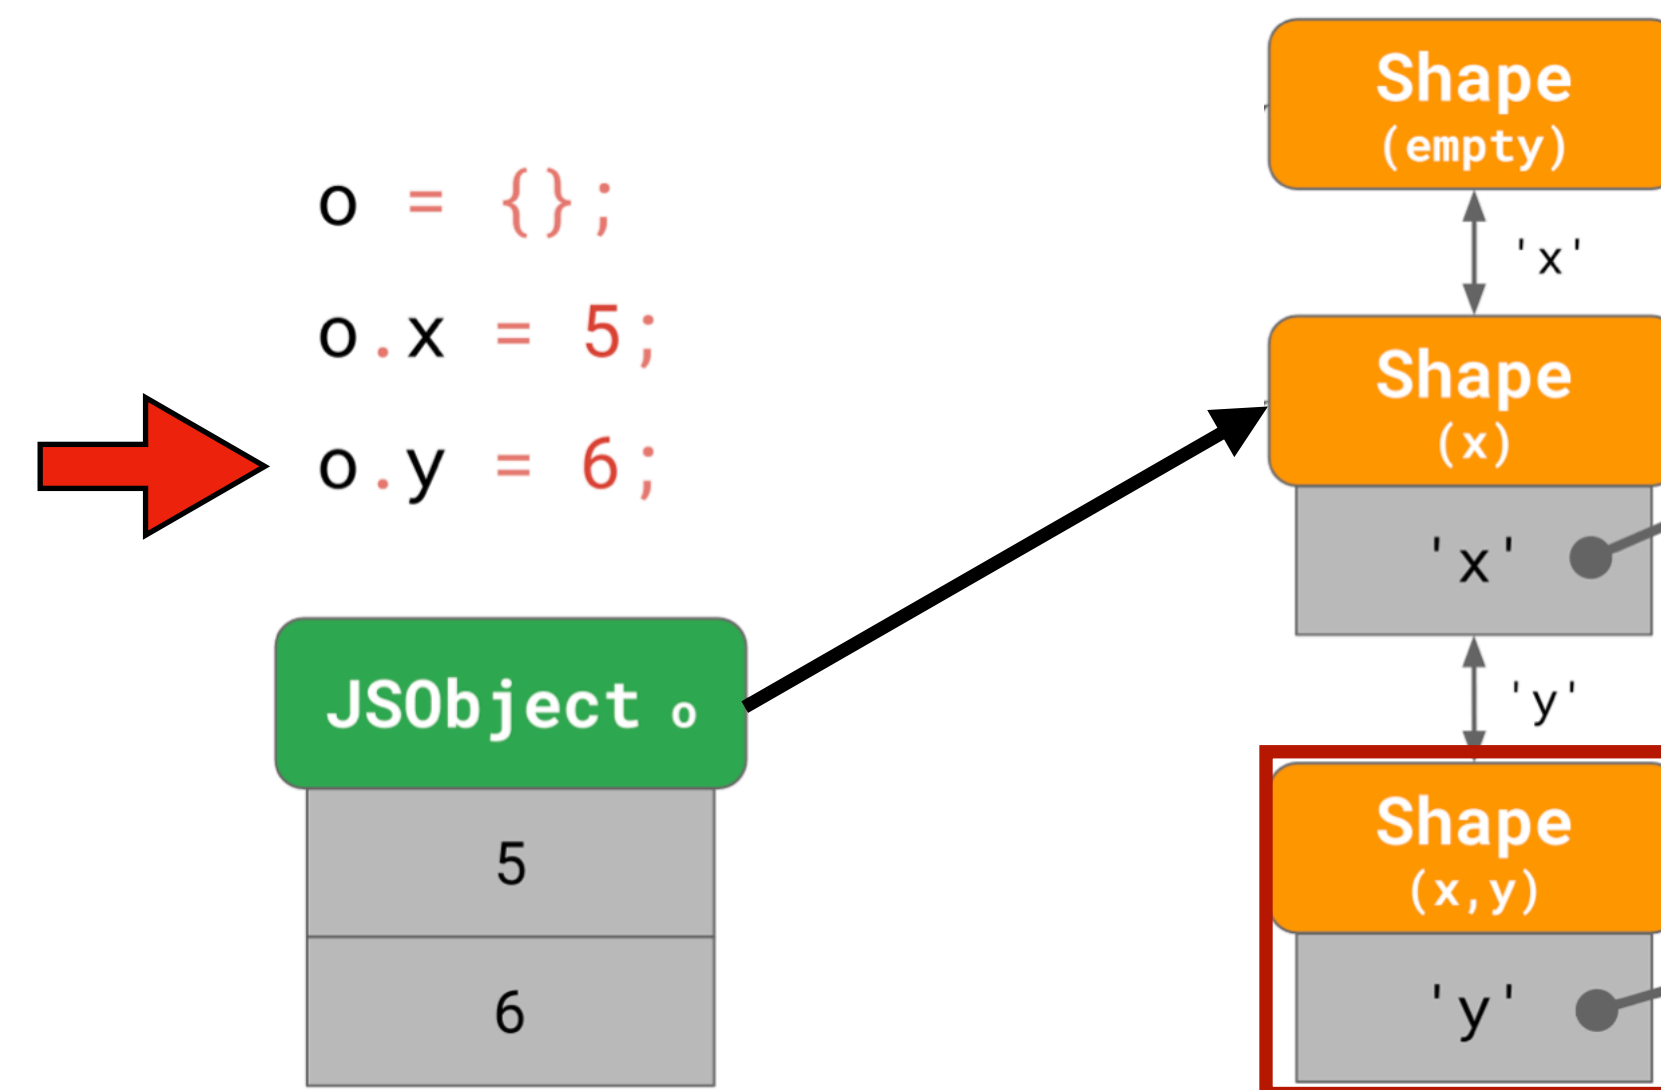 o = {};
o.x = 5;
o.y = 6;
JSObject o
5
6
Shape
(empty)
'x'
Shape
(x)
'x'
'y'
Shape
(x,y)
'y'